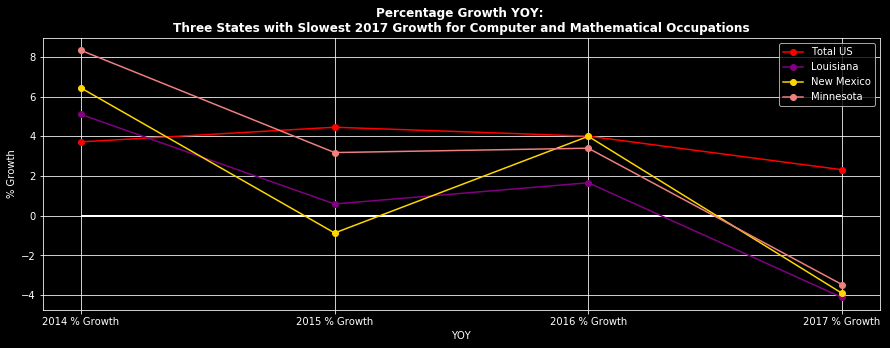 Percentage Growth YOY:
Three States with Slowest 2017 Growth for Computer and Mathematical Occupations
Total US
Louisiana
New Mexico
Minnesota
% Growth
8
6
4
2
0
−2
−4
2014 % Growth
2015 % Growth
2016 % Growth
2017 % Growth
YOY